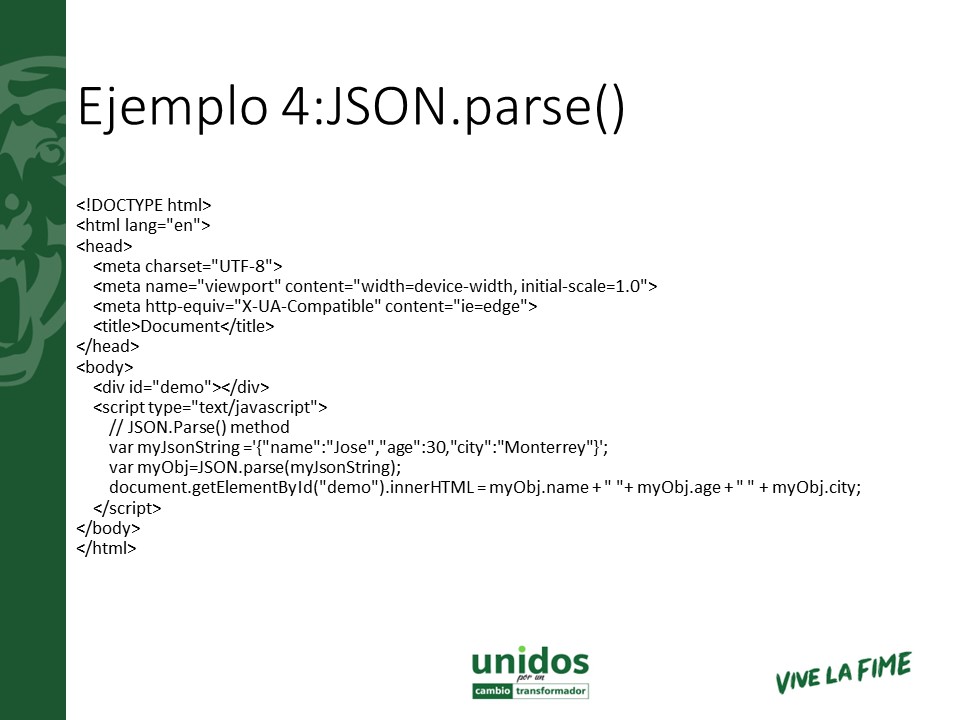 Ejemplo 4:JSON.parse()
<!DOCTYPE html>
<html lang="en">
<head>
    <meta charset="UTF-8">
    <meta name="viewport" content="width=device-width, initial-scale=1.0">
    <meta http-equiv="X-UA-Compatible" content="ie=edge">
    <title>Document</title>
</head>
<body>
    <div id="demo"></div>
    <script type="text/javascript">
        // JSON.Parse() method
        var myJsonString ='{"name":"Jose","age":30,"city":"Monterrey"}';
        var myObj=JSON.parse(myJsonString);
        document.getElementById("demo").innerHTML = myObj.name + " "+ myObj.age + " " + myObj.city;
    </script>
</body>
</html>
unidos
por un
cambio transformador
VIVE LA FIME